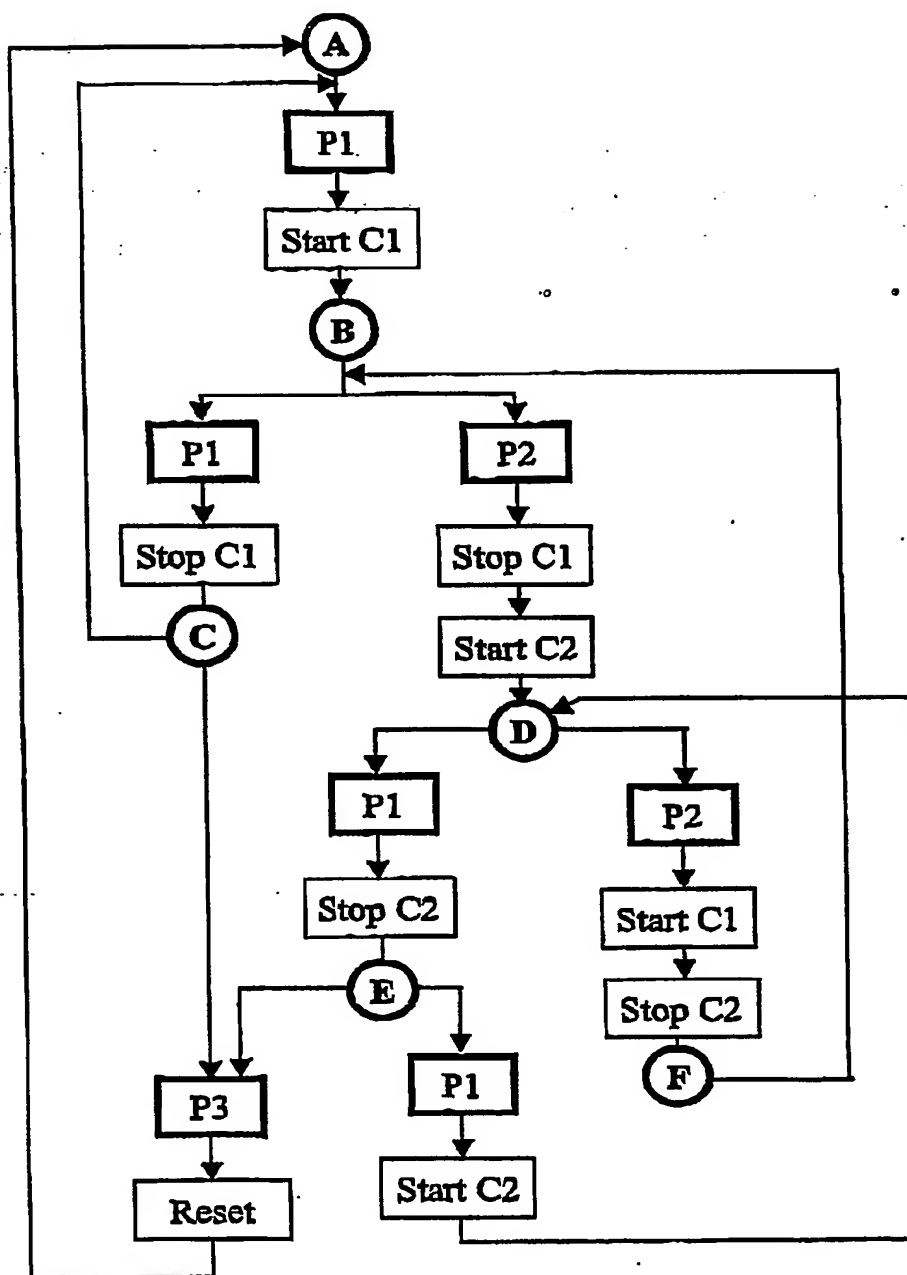 A
P1
Start C1
B
P1
P2
Stop C1
Stop C1
C
Start C2
D
P1
P2
Stop C2
Start C1
E
Stop C2
F
P3
P1
Reset
Start C2